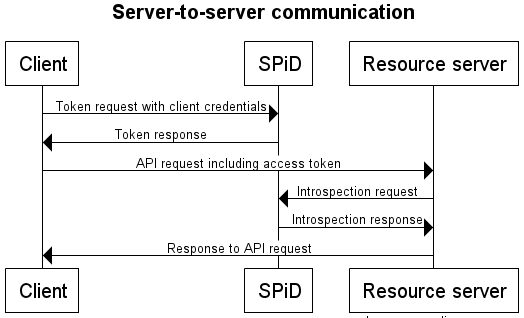 Server-to-server communication
Client SPiD Resource server
Token request with client credentials
Token response
API request including access token
Introspection request
Introspection response
Response to API request
Client SPiD Resource server